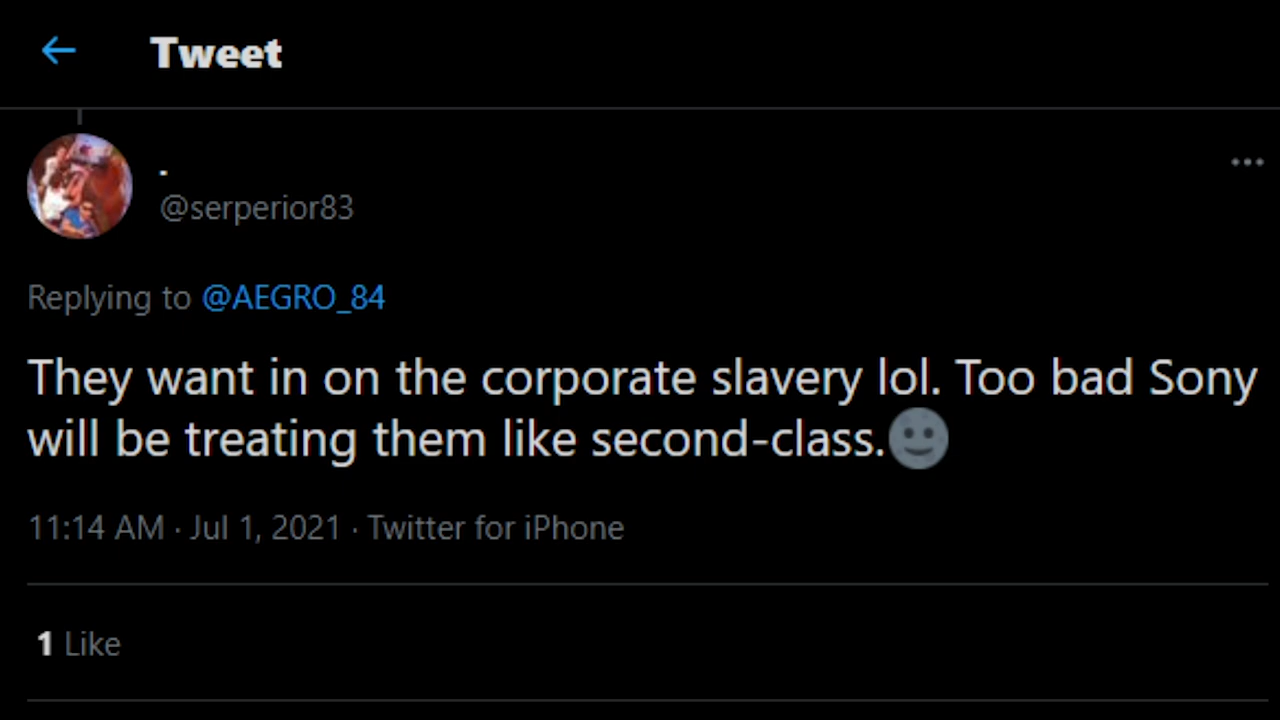 Tweet
.
@serperior83
Replying to @AEGRO_84
They want in on the corporate slavery lol. Too bad Sony
will be treating them like second-class.🌚
11:14 AM · Jul 1, 2021 · Twitter for iPhone
1 Like